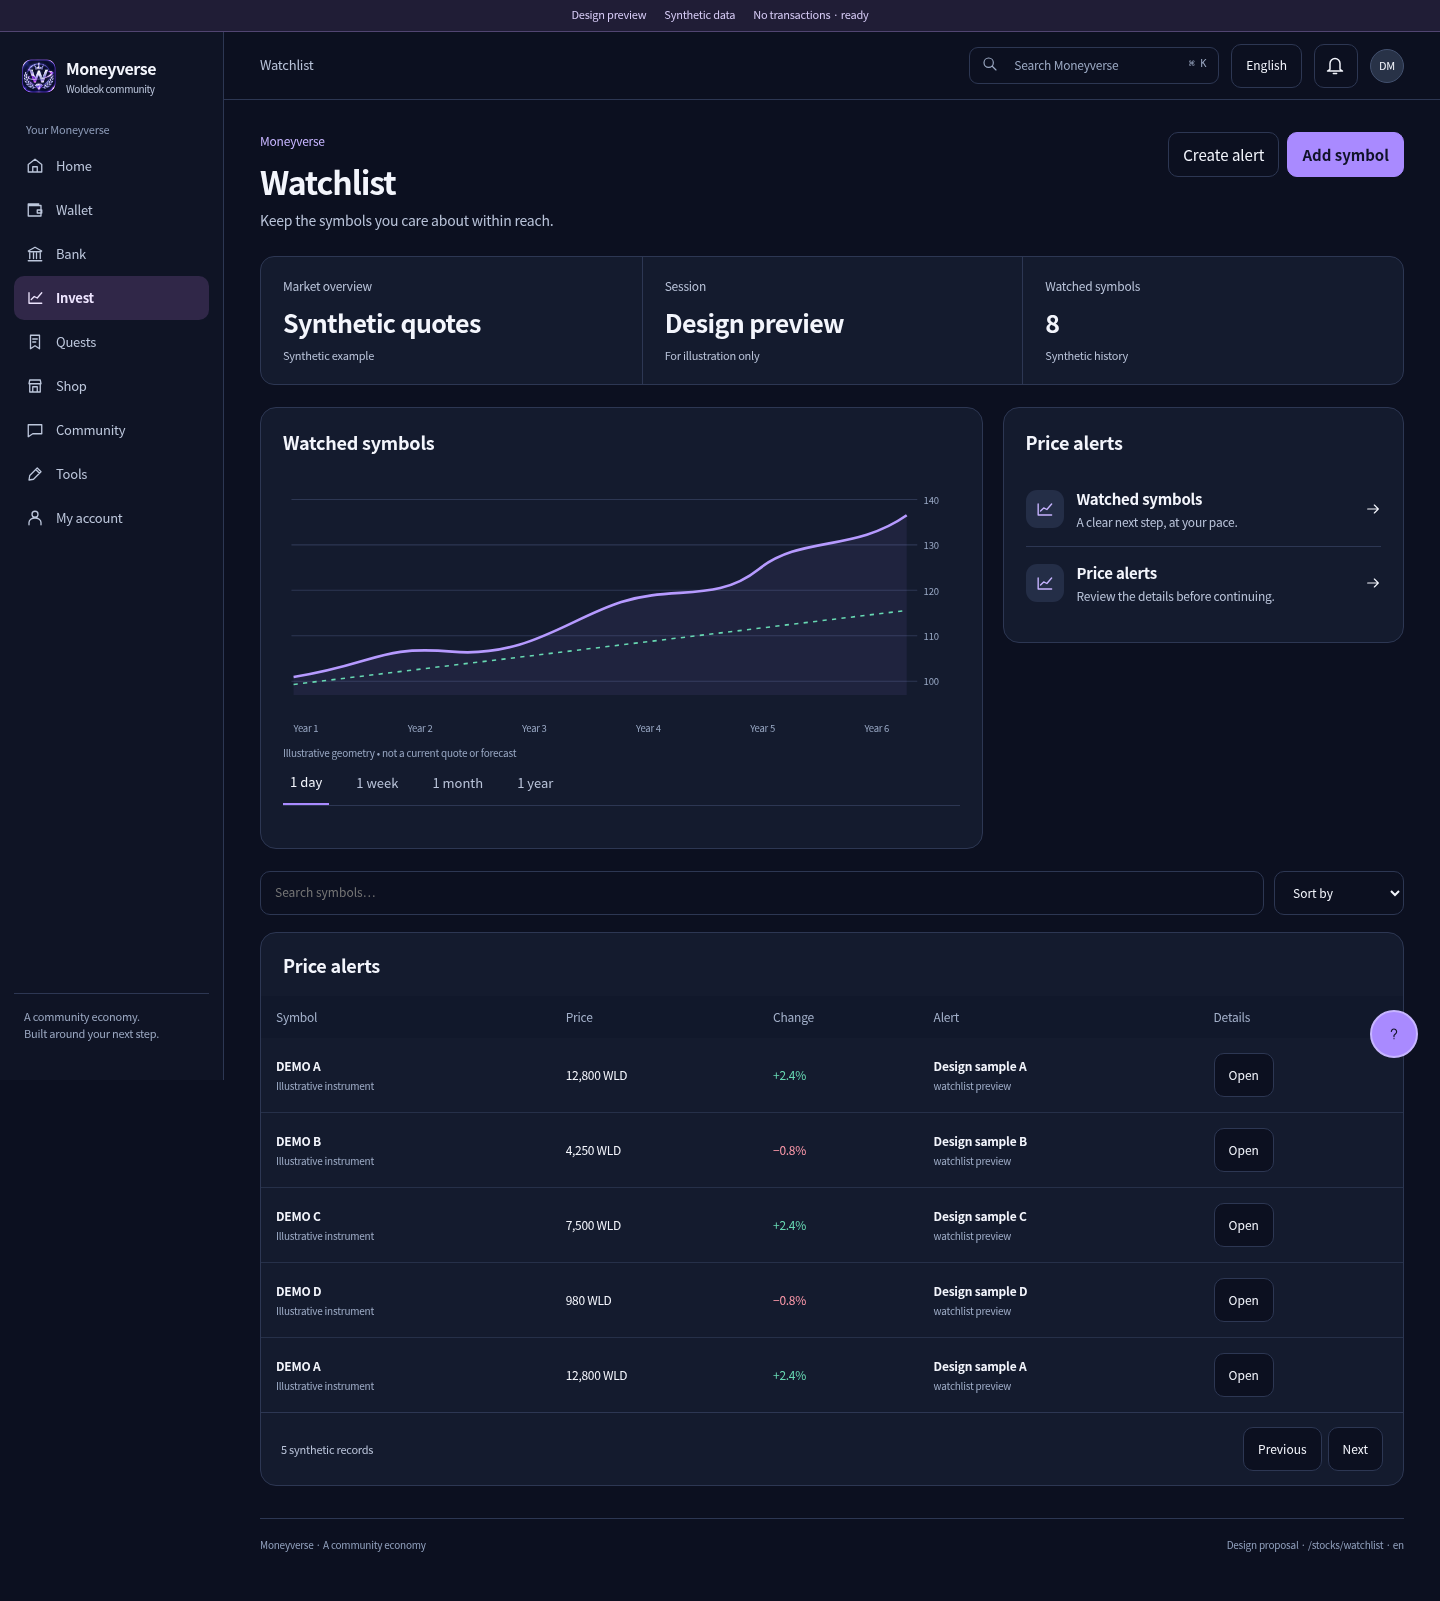 Design preview Synthetic data No transactions · ready
Moneyverse
Woldeok community
Your Moneyverse
Home
Wallet
Bank
Invest
Quests
Shop
Community
Tools
My account
A community economy.
Built around your next step.
Watchlist
Search Moneyverse ⌘ K
English
DM
Moneyverse
Watchlist
Keep the symbols you care about within reach.
Create alert
Add symbol
Market overview
Synthetic quotes
Synthetic example
Session
Design preview
For illustration only
Watched symbols
8
Synthetic history
Watched symbols
140
130
120
110
100
Year 1 Year 2 Year 3 Year 4 Year 5 Year 6
Illustrative geometry • not a current quote or forecast
1 day 1 week 1 month 1 year
Price alerts
Watched symbols
A clear next step, at your pace.
Price alerts
Review the details before continuing.
Search symbols…
Sort by
Price alerts
Symbol Price Change Alert Details
DEMO A
Illustrative instrument
12,800 WLD
+2.4%
Design sample A
watchlist preview
Open
DEMO B
Illustrative instrument
4,250 WLD
−0.8%
Design sample B
watchlist preview
Open
DEMO C
Illustrative instrument
7,500 WLD
+2.4%
Design sample C
watchlist preview
Open
DEMO D
Illustrative instrument
980 WLD
−0.8%
Design sample D
watchlist preview
Open
DEMO A
Illustrative instrument
12,800 WLD
+2.4%
Design sample A
watchlist preview
Open
?
5 synthetic records
Previous
Next
Moneyverse · A community economy
Design proposal · /stocks/watchlist · en